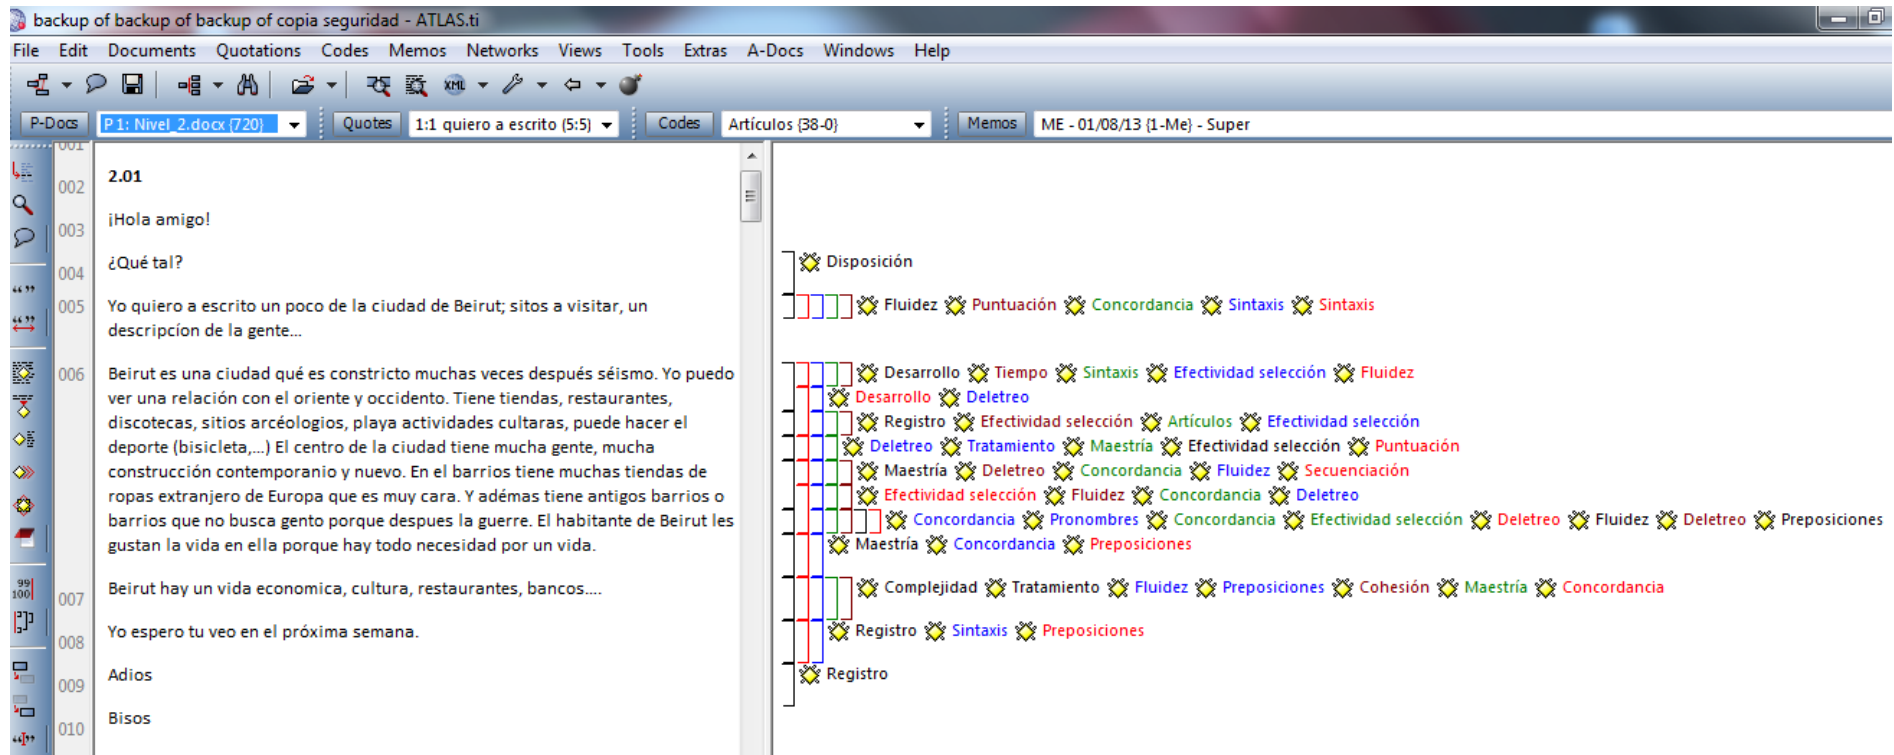 backup of backup of backup of copia seguridad - ATLAS.ti
File Edit Documents Quotations Codes Memos Networks Views Tools Extras A-Docs Windows Help
XML
P-Docs P 1: Nivel_2.docx {720} Quotes 1:1 quiero a escrito (5:5) Codes Artículos {38-0} Memos ME - 01/08/13 {1-Me} - Super
001
002 2.01
003 ¡Hola amigo!
004 ¿Qué tal?
Disposición
005 Yo quiero a escrito un poco de la ciudad de Beirut; sitos a visitar, un
descripcíon de la gente...
Fluidez Puntuación Concordancia Sintaxis Sintaxis
006 Beirut es una ciudad qué es constricto muchas veces después séismo. Yo puedo
ver una relación con el oriente y occidento. Tiene tiendas, restaurantes,
discotecas, sitios arcéologios, playa actividades cultaras, puede hacer el
deporte (bisicleta,...) El centro de la ciudad tiene mucha gente, mucha
construcción contemporanio y nuevo. En el barrios tiene muchas tiendas de
ropas extranjero de Europa que es muy cara. Y adémas tiene antigos barrios o
barrios que no busca gento porque despues la guerre. El habitante de Beirut les
gustan la vida en ella porque hay todo necesidad por un vida.
Desarrollo Tiempo Sintaxis Efectividad selección Fluidez
Desarrollo Deletreo
Registro Efectividad selección Artículos Efectividad selección
Deletreo Tratamiento Maestría Efectividad selección Puntuación
Maestría Deletreo Concordancia Fluidez Secuenciación
Efectividad selección Fluidez Concordancia Deletreo
Concordancia Pronombres Concordancia Efectividad selección Deletreo Fluidez Deletreo Preposiciones
Maestría Concordancia Preposiciones
007 Beirut hay un vida economica, cultura, restaurantes, bancos....
Complejidad Tratamiento Fluidez Preposiciones Cohesión Maestría Concordancia
008 Yo espero tu veo en el próxima semana.
Registro Sintaxis Preposiciones
009 Adios
Registro
010 Bisos
99
100